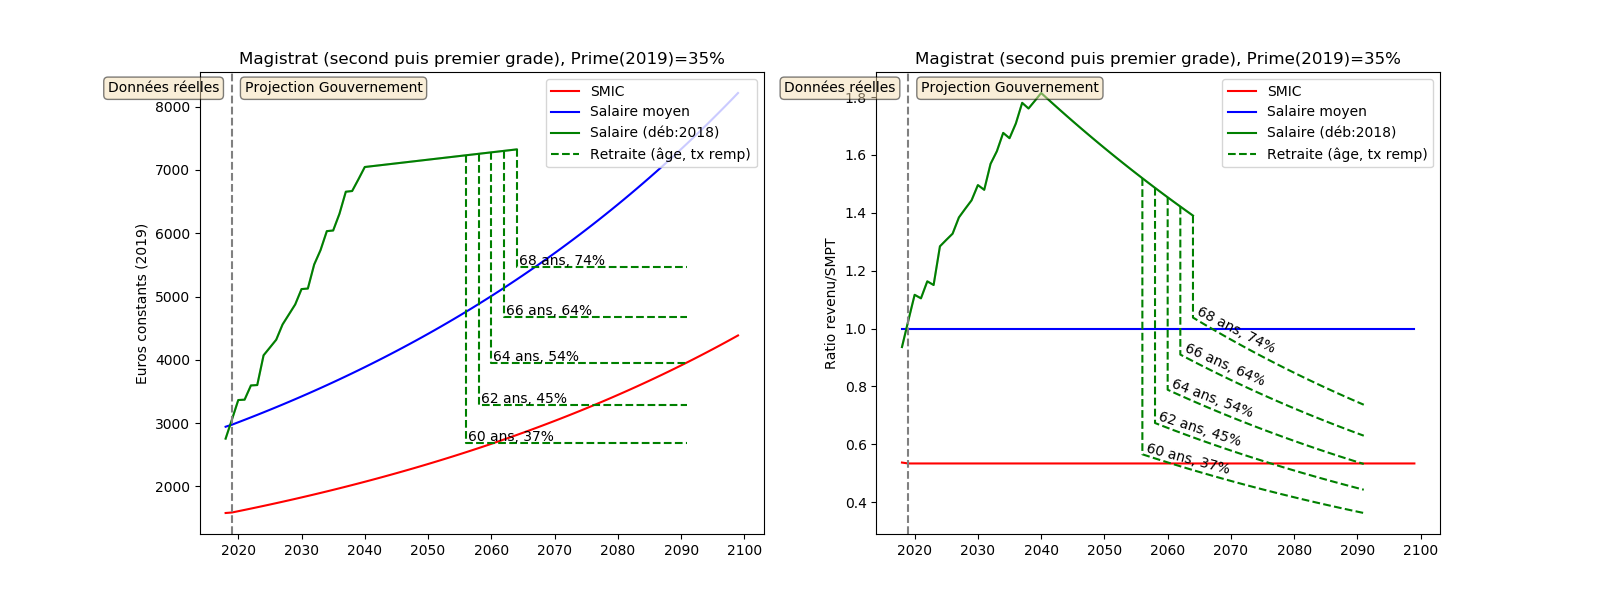 Magistrat (second puis premier grade), Prime(2019)=35%
Données réelles
Projection Gouvernement
SMIC
Salaire moyen
Salaire (déb:2018)
Retraite (âge, tx remp)
Euros constants (2019)
8000
7000
6000
5000
4000
3000
2000
68 ans, 74%
66 ans, 64%
64 ans, 54%
62 ans, 45%
60 ans, 37%
2020 2030 2040 2050 2060 2070 2080 2090 2100
Magistrat (second puis premier grade), Prime(2019)=35%
Données réelles
Projection Gouvernement
SMIC
Salaire moyen
Salaire (déb:2018)
Retraite (âge, tx remp)
Ratio revenu/SMPT
1.8
1.6
1.4
1.2
1.0
0.8
0.6
0.4
68 ans, 74%
66 ans, 64%
64 ans, 54%
62 ans, 45%
60 ans, 37%
2020 2030 2040 2050 2060 2070 2080 2090 2100